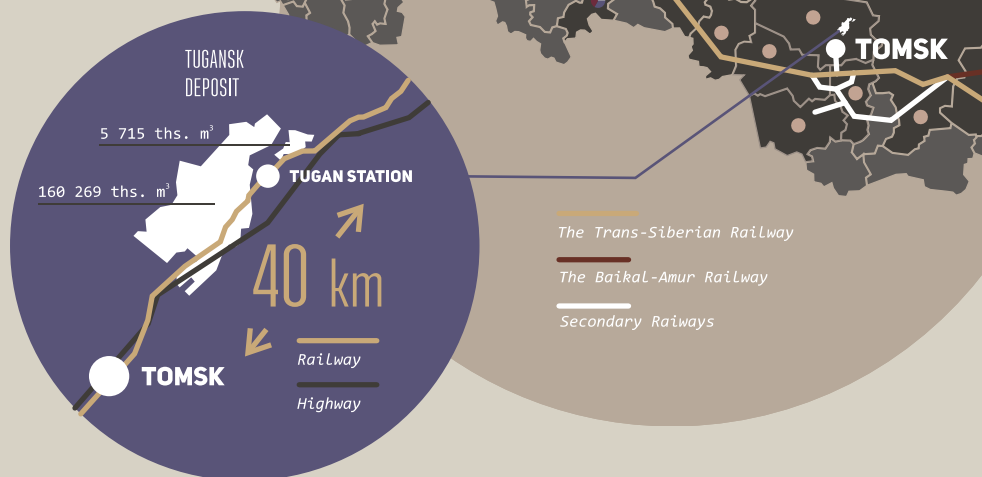 TUGANSK
DEPOSIT
5 715 ths. m³
160 269 ths. m³
TUGAN STATION
40 km
TOMSK
Railway
Highway
TOMSK
The Trans-Siberian Railway
The Baikal-Amur Railway
Secondary Raiways